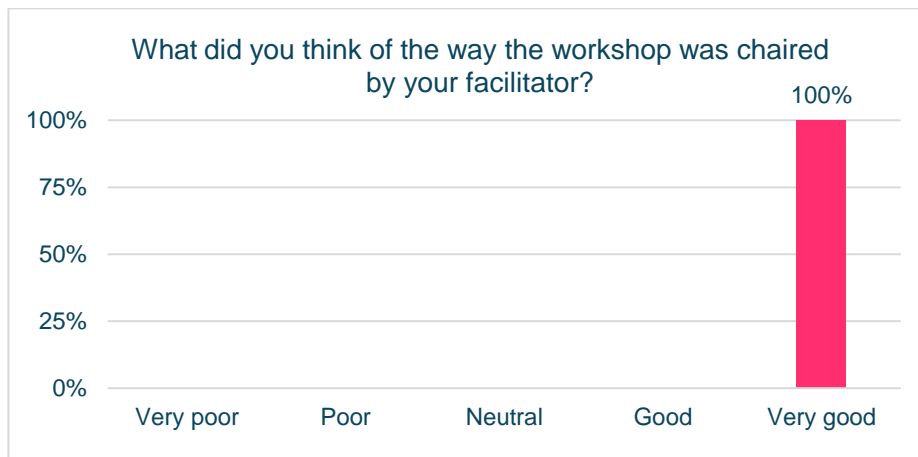 What did you think of the way the workshop was chaired
by your facilitator?
100%
100%
75%
50%
25%
0%
Very poor
Poor
Neutral
Good
Very good